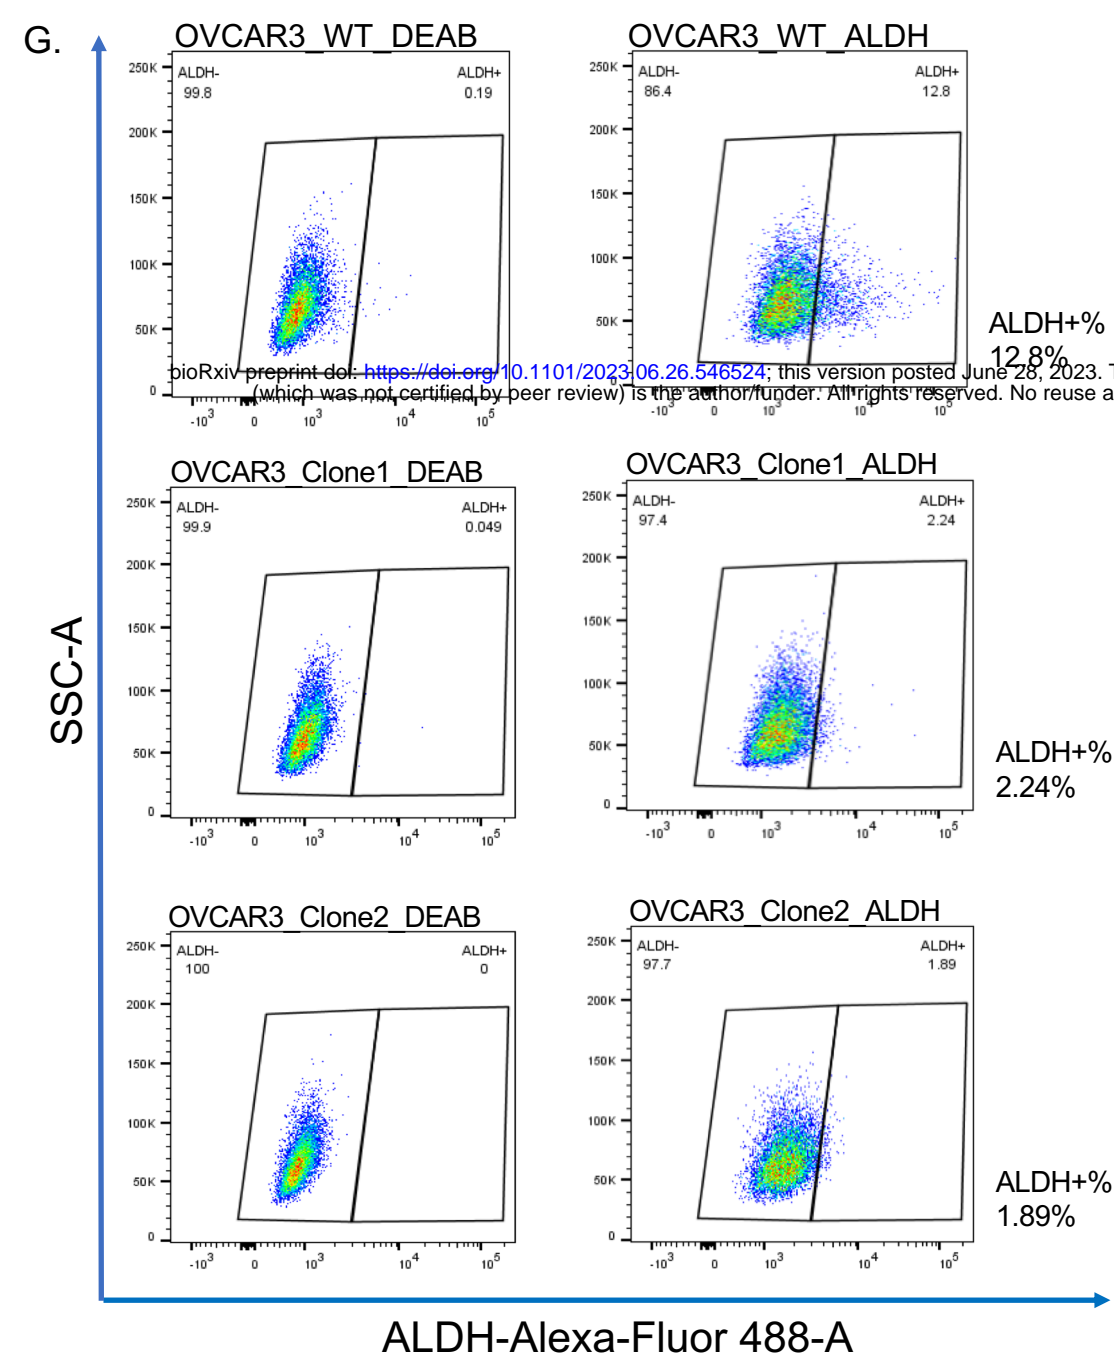 G.
OVCAR3_WT_DEAB
OVCAR3_WT_ALDH
250K
200K
150K
100K
50K
0
ALDH-
99.8
ALDH+
0.19
-10³ 0 10³ 10⁴ 10⁵
250K
200K
150K
100K
50K
0
ALDH-
86.4
ALDH+
12.8
-10³ 0 10³ 10⁴ 10⁵
ALDH+%
12.8%
bioRxiv preprint doi: https://doi.org/10.1101/2023.06.26.546524; this version posted June 28, 2023. T
(which was not certified by peer review) is the author/funder. All rights reserved. No reuse a
OVCAR3_Clone1_DEAB
OVCAR3_Clone1_ALDH
250K
200K
150K
100K
50K
0
ALDH-
99.9
ALDH+
0.049
-10³ 0 10³ 10⁴ 10⁵
250K
200K
150K
100K
50K
0
ALDH-
97.4
ALDH+
2.24
-10³ 0 10³ 10⁴ 10⁵
ALDH+%
2.24%
OVCAR3_Clone2_DEAB
OVCAR3_Clone2_ALDH
250K
200K
150K
100K
50K
0
ALDH-
100
ALDH+
0
-10³ 0 10³ 10⁴ 10⁵
250K
200K
150K
100K
50K
0
ALDH-
97.7
ALDH+
1.89
-10³ 0 10³ 10⁴ 10⁵
ALDH+%
1.89%
SSC-A
ALDH-Alexa-Fluor 488-A